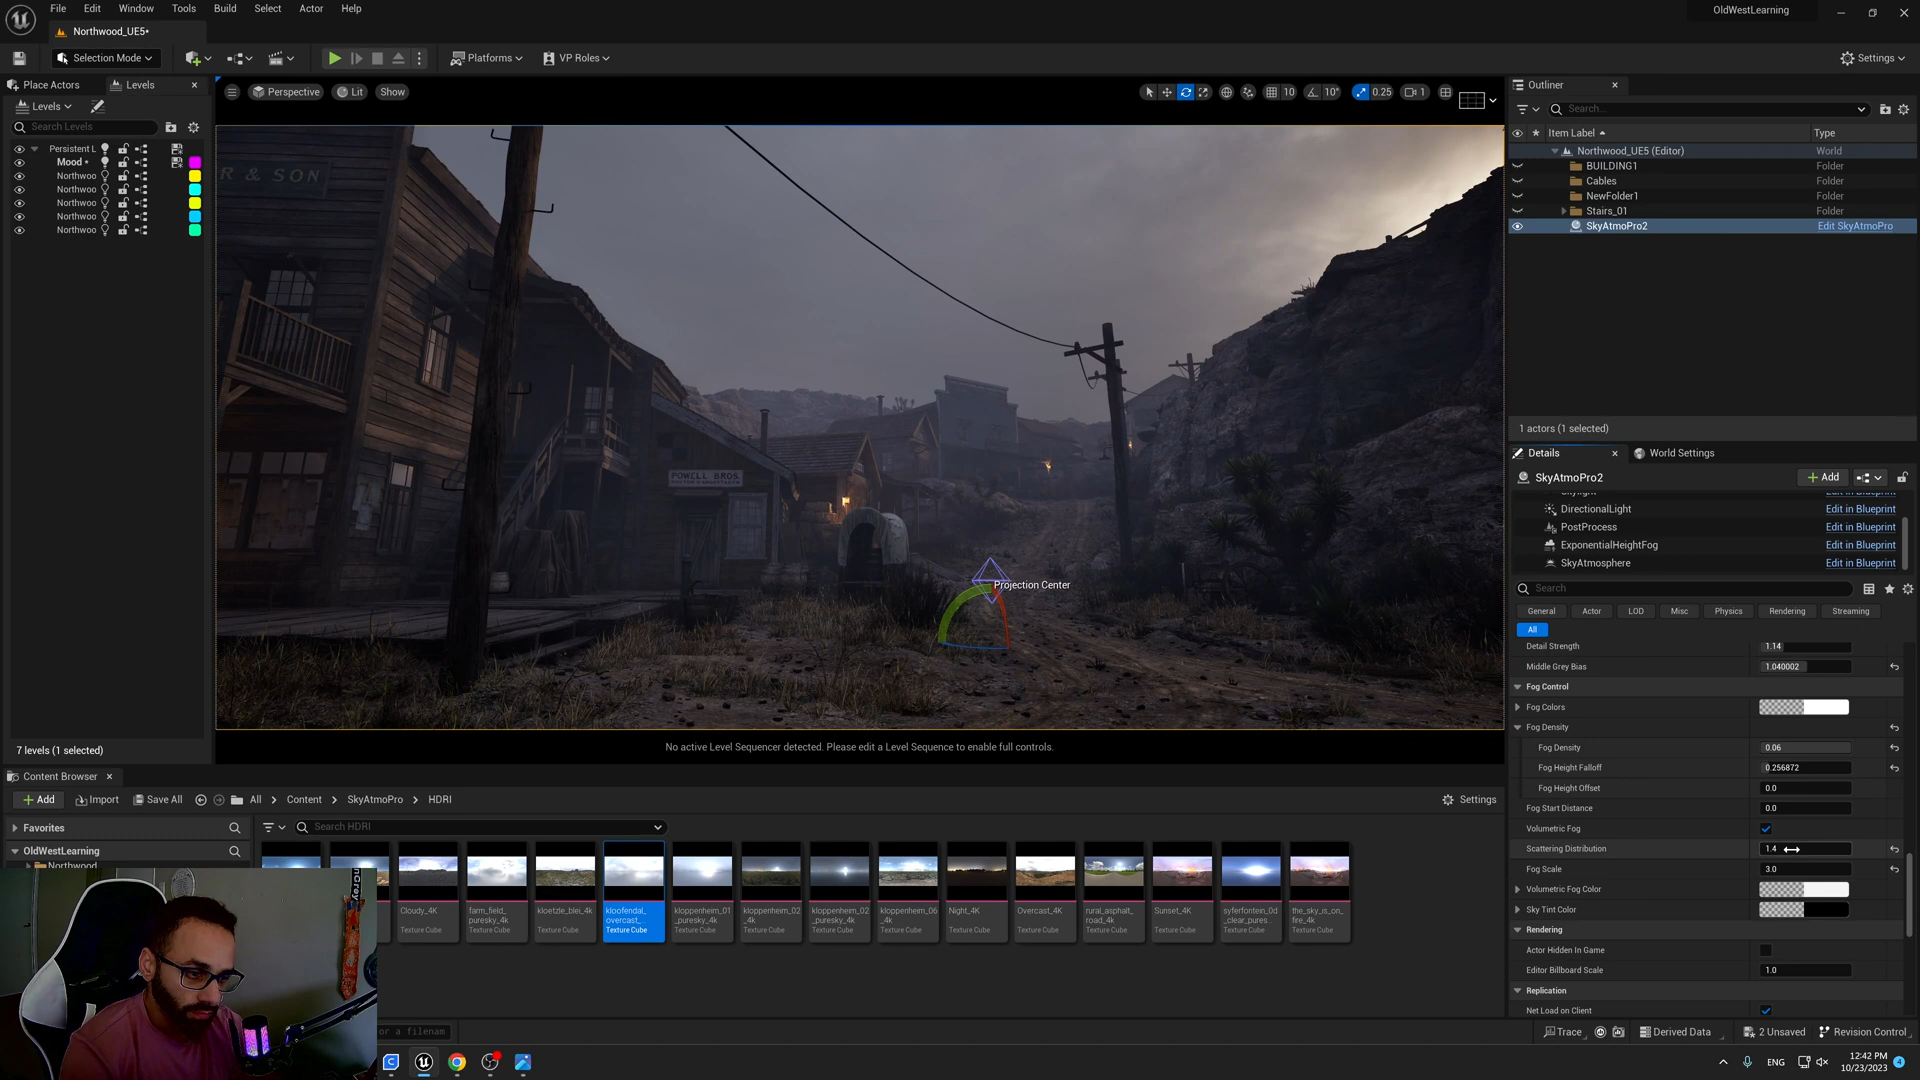 File Edit Window Tools Build Select Actor Help
OldWestLearning
Northwood_UE5*
Selection Mode
Platforms
VP Roles
Settings
Place Actors
Levels
Levels
Search Levels
Persistent L
Mood *
Northwoo
Northwoo
Northwoo
Northwoo
Northwoo
7 levels (1 selected)
Perspective
Lit
Show
10
10°
0.25
1
R & SON
POWELL BROS.
Projection Center
No active Level Sequencer detected. Please edit a Level Sequence to enable full controls.
Outliner
Search...
Item Label
Type
Northwood_UE5 (Editor)
World
BUILDING1
Folder
Cables
Folder
NewFolder1
Folder
Stairs_01
Folder
SkyAtmoPro2
Edit SkyAtmoPro
1 actors (1 selected)
Details
World Settings
SkyAtmoPro2
Add
Skylight
Edit in Blueprint
DirectionalLight
Edit in Blueprint
PostProcess
Edit in Blueprint
ExponentialHeightFog
Edit in Blueprint
SkyAtmosphere
Edit in Blueprint
Search
General
Actor
LOD
Misc
Physics
Rendering
Streaming
All
Detail Strength
1.14
Middle Grey Bias
1.040002
Fog Control
Fog Colors
Fog Density
Fog Density
0.06
Fog Height Falloff
0.256872
Fog Height Offset
0.0
Fog Start Distance
0.0
Volumetric Fog
Scattering Distribution
1.4
Fog Scale
3.0
Volumetric Fog Color
Sky Tint Color
Rendering
Actor Hidden In Game
Editor Billboard Scale
1.0
Replication
Net Load on Client
Content Browser
Add
Import
Save All
All
Content
SkyAtmoPro
HDRI
Settings
Favorites
OldWestLearning
Northwood
Search HDRI
Cloudy_4K
Texture Cube
farm_field_
puresky_4k
Texture Cube
kloetzle_blei_4k
Texture Cube
kloofendal_
overcast_...
Texture Cube
kloppenheim_01
_puresky_4k
Texture Cube
kloppenheim_02
_4k
Texture Cube
kloppenheim_02
_puresky_4k
Texture Cube
kloppenheim_06
_4K
Texture Cube
Night_4K
Texture Cube
Overcast_4K
Texture Cube
rural_asphalt_
road_4k
Texture Cube
Sunset_4K
Texture Cube
syferfontein_0d
_clear_pures...
Texture Cube
the_sky_is_on_
fire_4k
Texture Cube
or a filenam
Trace
Derived Data
2 Unsaved
Revision Control
ENG
12:42 PM
10/23/2023
4